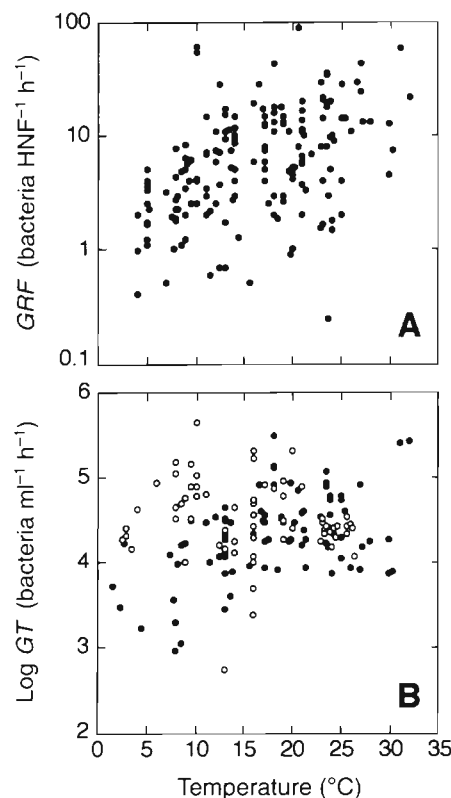 100
10
1
0.1
GRF (bacteria HNF⁻¹ h⁻¹)
A
6
5
4
3
2
Log GT (bacteria ml⁻¹ h⁻¹)
B
0 5 10 15 20 25 30 35
Temperature (°C)